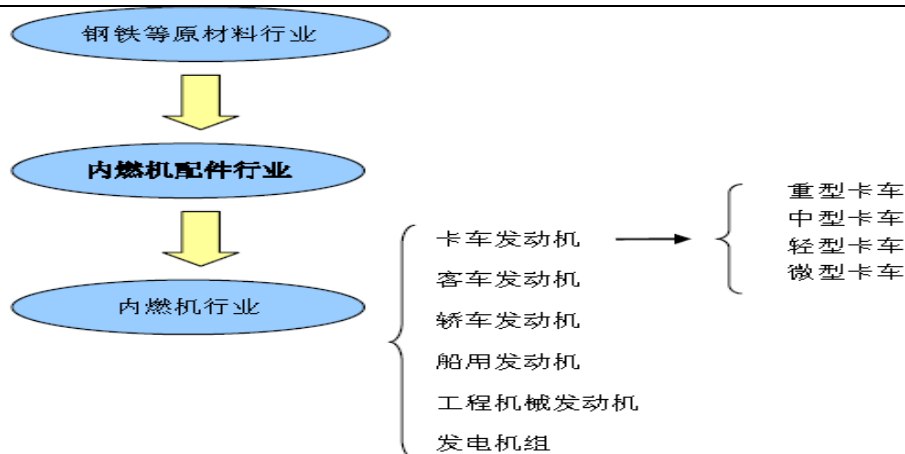 钢铁等原材料行业
内燃机配件行业
内燃机行业
卡车发动机
客车发动机
轿车发动机
船用发动机
工程机械发动机
发电机组
重型卡车
中型卡车
轻型卡车
微型卡车